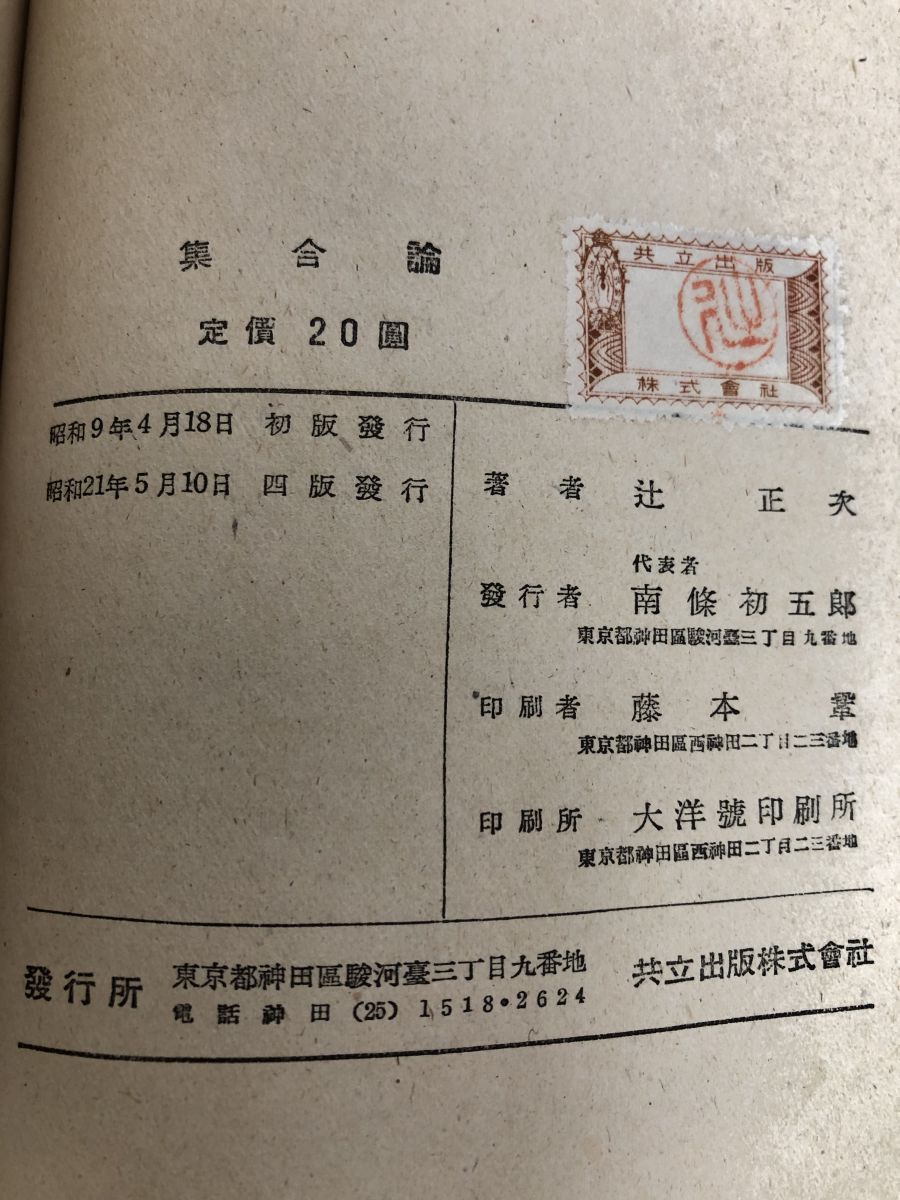 集合論
定價 20圓
共立出版
株式會社
昭和9年4月18日 初版發行
昭和21年5月10日 四版發行
著者 辻正次
代表者
發行者 南條初五郎
東京都神田區駿河臺三丁目九番地
印刷者 藤本鞏
東京都神田區西神田二丁目二三番地
印刷所 大洋號印刷所
東京都神田區西神田二丁目二三番地
發行所 東京都神田區駿河臺三丁目九番地 共立出版株式會社
電話神田(25)1518・2624